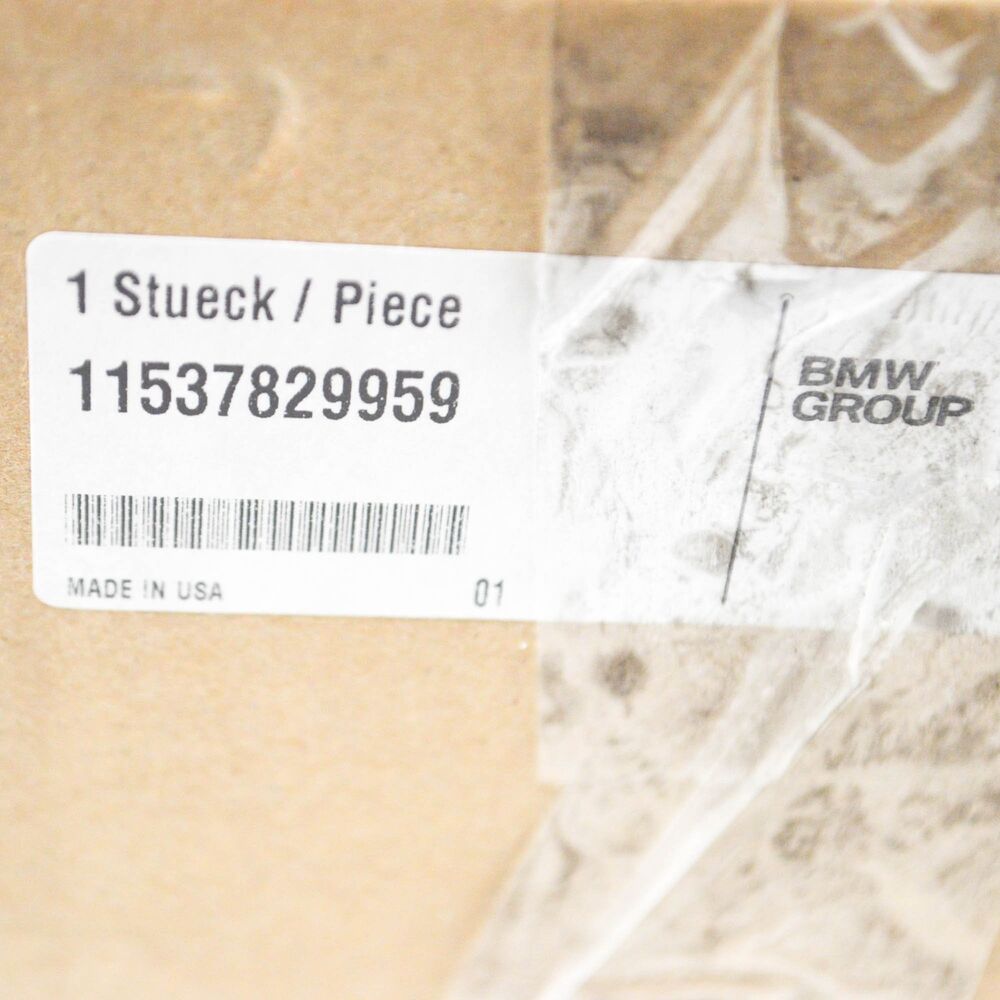 1 Stueck / Piece
11537829959
MADE IN USA
01
BMW
GROUP